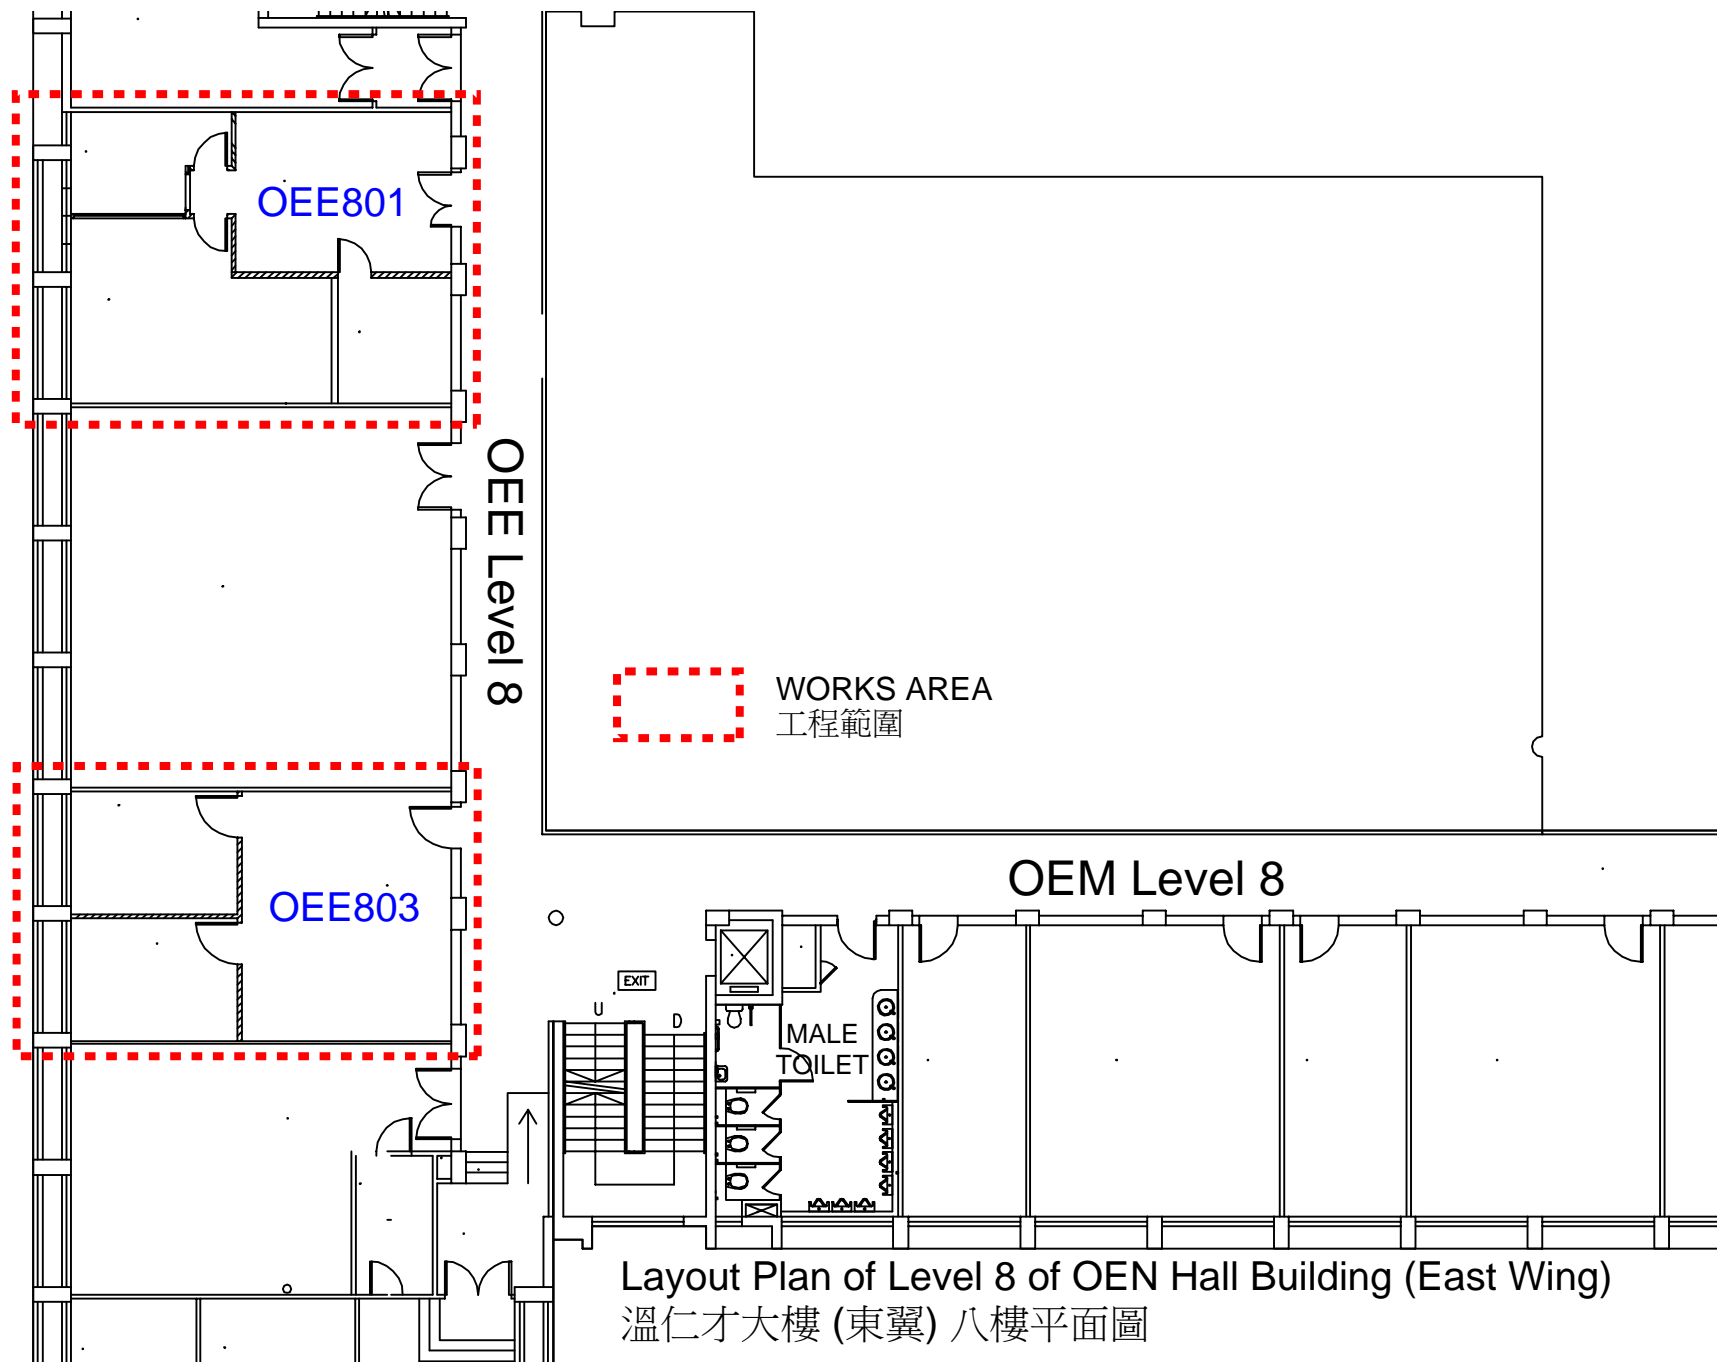 OEE801
OEE Level 8
WORKS AREA
工程範圍
OEM Level 8
OEE803
EXIT
U
D
MALE
TOILET
Layout Plan of Level 8 of OEN Hall Building (East Wing)
溫仁才大樓 (東翼) 八樓平面圖